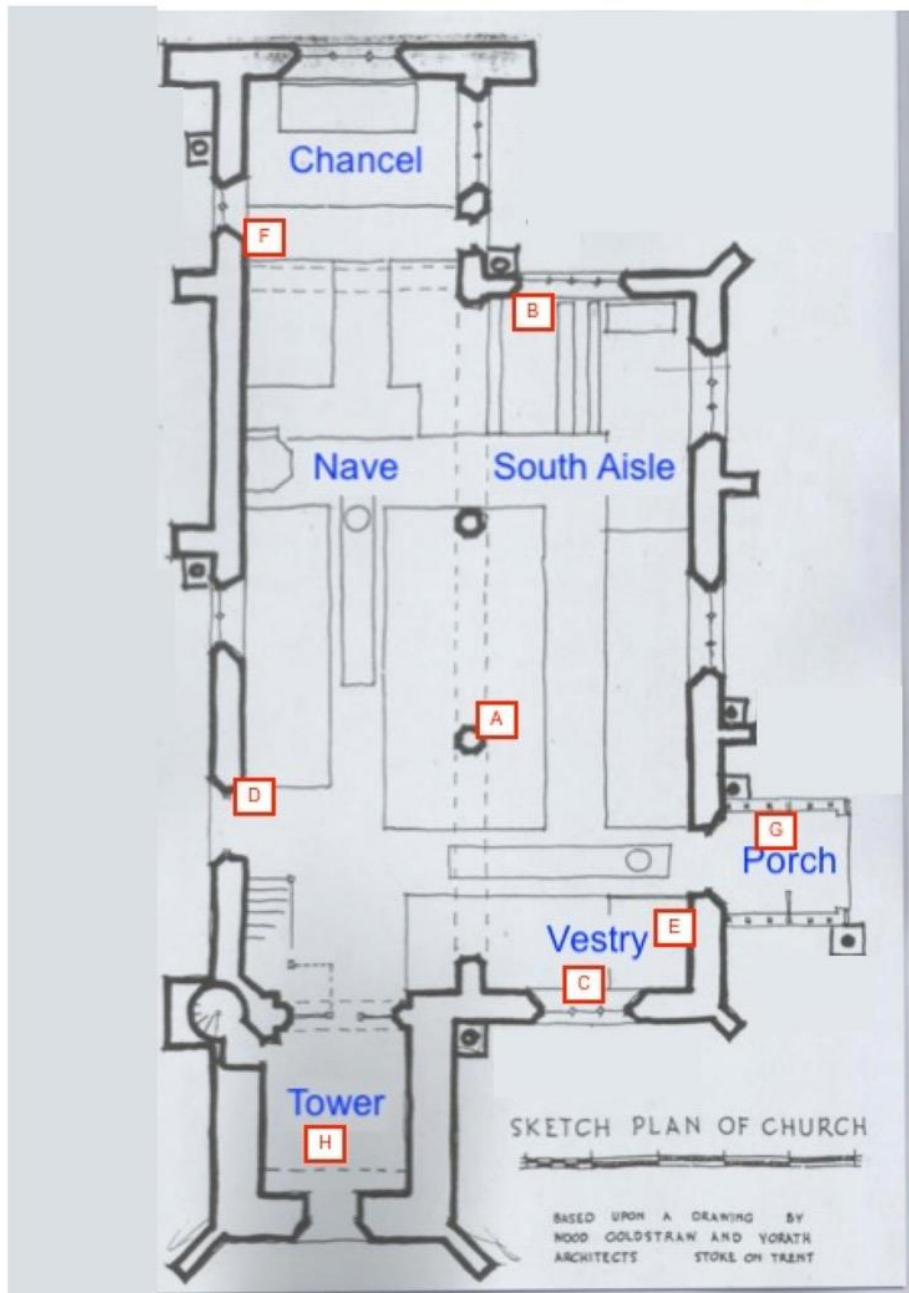 Chancel
F
B
Nave South Aisle
A
D
G
Porch
E
Vestry
C
Tower
H
SKETCH PLAN OF CHURCH
BASED UPON A DRAWING BY
WOOD GOLDSTRAW AND YORATH
ARCHITECTS STOKE ON TRENT